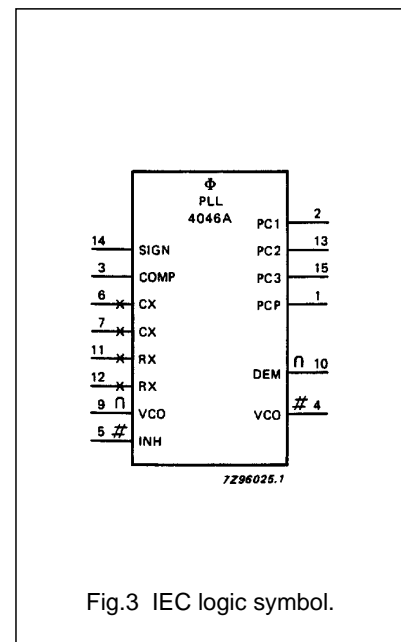 Φ
PLL
4046A
14 SIGN
3 COMP
6 CX
7 CX
11 RX
12 RX
9 ∩ VCO
5 # INH
PC1 2
PC2 13
PC3 15
PCP 1
DEM ∩ 10
VCO # 4
7Z96025.1
Fig.3 IEC logic symbol.